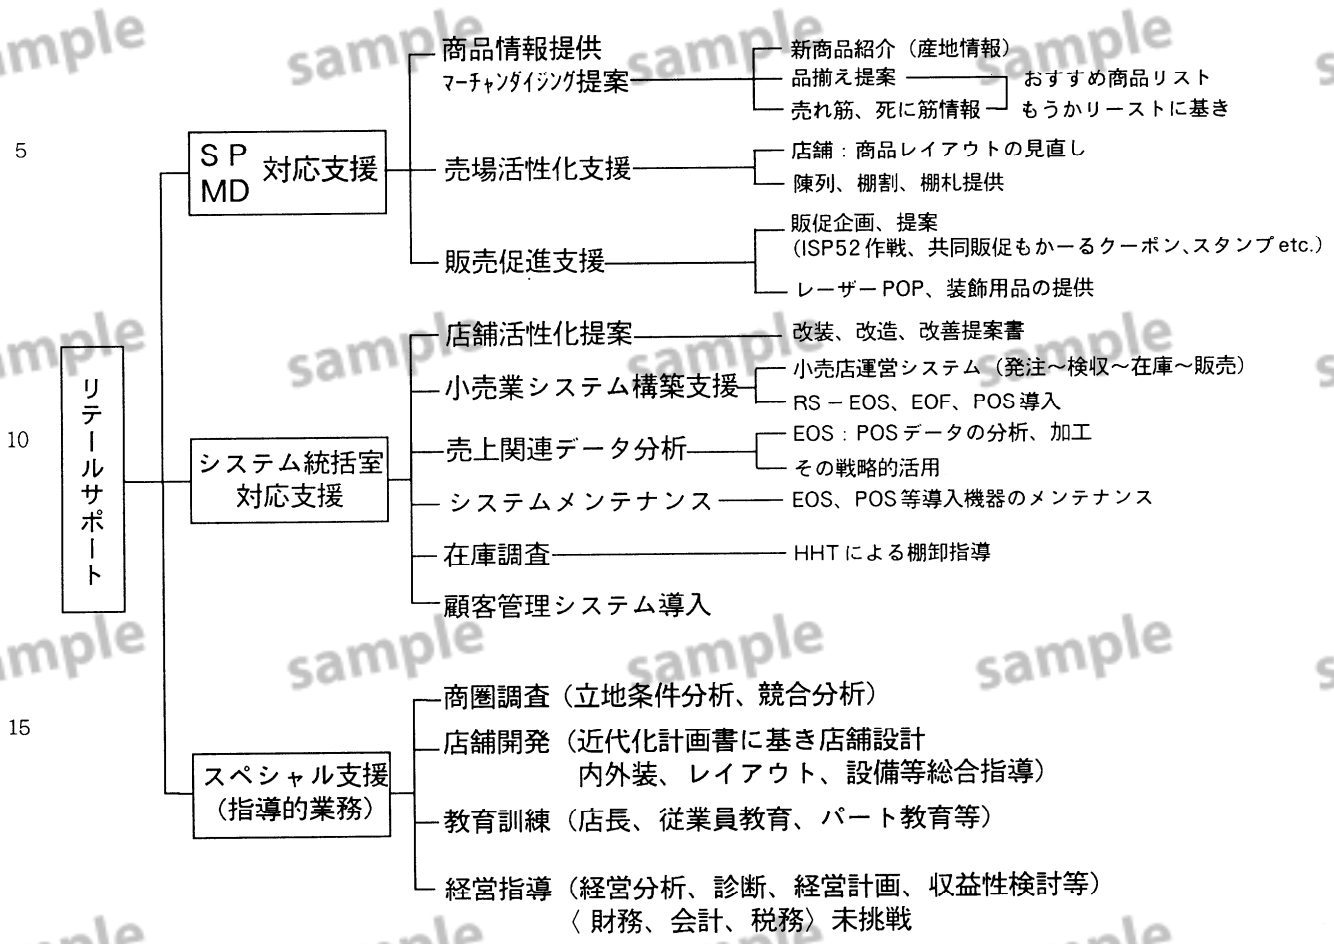 商品情報提供
マーチャンダイジング提案
新商品紹介（産地情報）
品揃え提案
おすすめ商品リスト
売れ筋、死に筋情報
もうかリーストに基き
5
SP
MD
対応支援
売場活性化支援
店舗：商品レイアウトの見直し
陳列、棚割、棚札提供
販売促進支援
販促企画、提案
（ISP52作戦、共同販促もかーるクーポン、スタンプetc.）
レーザーPOP、装飾用品の提供
リテールサポート
10
システム統括室
対応支援
店舗活性化提案
改装、改造、改善提案書
小売業システム構築支援
小売店運営システム（発注～検収～在庫～販売）
RS－EOS、EOF、POS導入
売上関連データ分析
EOS：POSデータの分析、加工
その戦略的活用
システムメンテナンス
EOS、POS等導入機器のメンテナンス
在庫調査
HHTによる棚卸指導
顧客管理システム導入
15
スペシャル支援
（指導的業務）
商圏調査（立地条件分析、競合分析）
店舗開発（近代化計画書に基き店舗設計
内外装、レイアウト、設備等総合指導）
教育訓練（店長、従業員教育、パート教育等）
経営指導（経営分析、診断、経営計画、収益性検討等）
〈財務、会計、税務〉未挑戦
sample